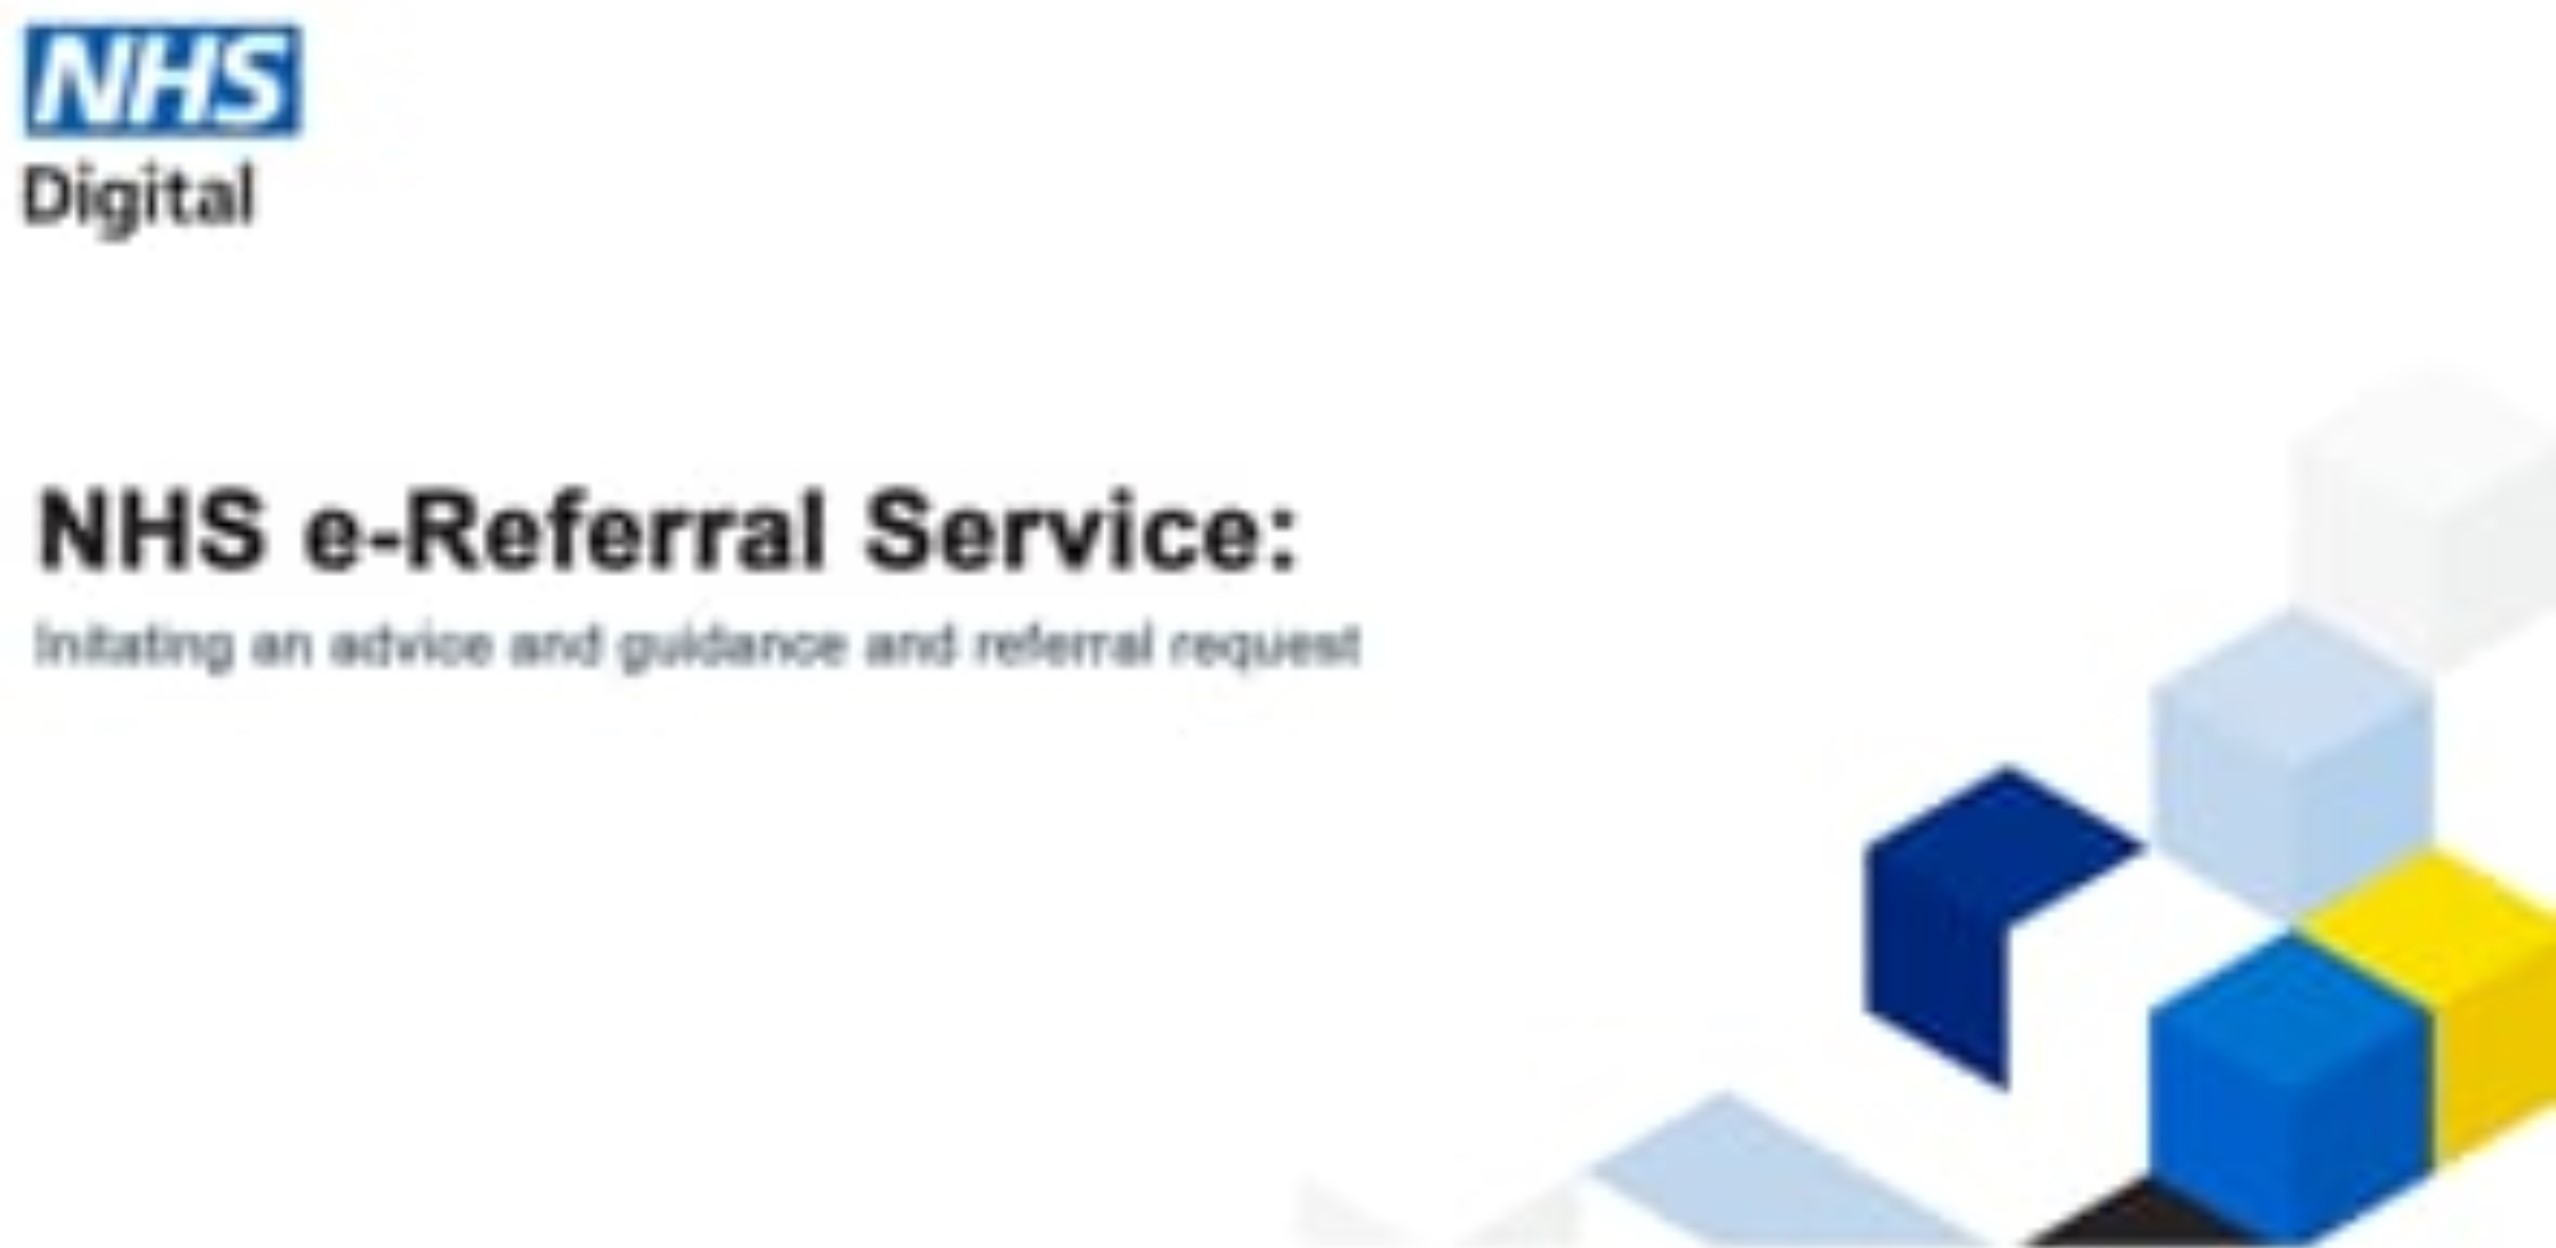 NHS
Digital
NHS e-Referral Service:
Initating an advice and guidance and referral request